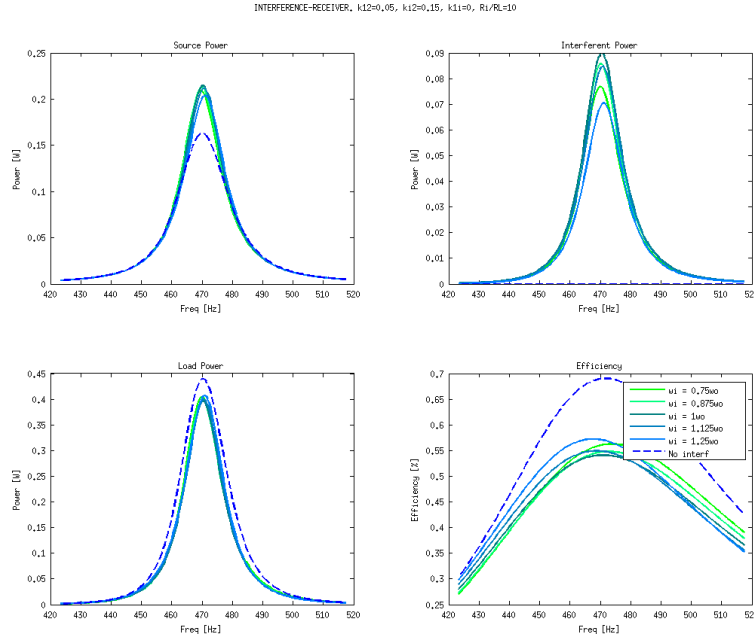 INTERFERENCE-RECEIVER, k12=0.05, ki2=0.15, k1i=0, Ri/RL=10
Source Power
Interferent Power
0.25
0.2
0.15
0.1
0.05
0
Power [W]
420 430 440 450 460 470 480 490 500 510 520
Freq [Hz]
0.09
0.08
0.07
0.06
0.05
0.04
0.03
0.02
0.01
0
Power [W]
420 430 440 450 460 470 480 490 500 510 52
Freq [Hz]
Load Power
Efficiency
0.45
0.4
0.35
0.3
0.25
0.2
0.15
0.1
0.05
0
Power [W]
420 430 440 450 460 470 480 490 500 510 520
Freq [Hz]
0.7
0.65
0.6
0.55
0.5
0.45
0.4
0.35
0.3
0.25
Efficiency [%]
wi = 0.75wo
wi = 0.875wo
wi = 1wo
wi = 1.125wo
wi = 1.25wo
No interf
420 430 440 450 460 470 480 490 500 510 52
Freq [Hz]